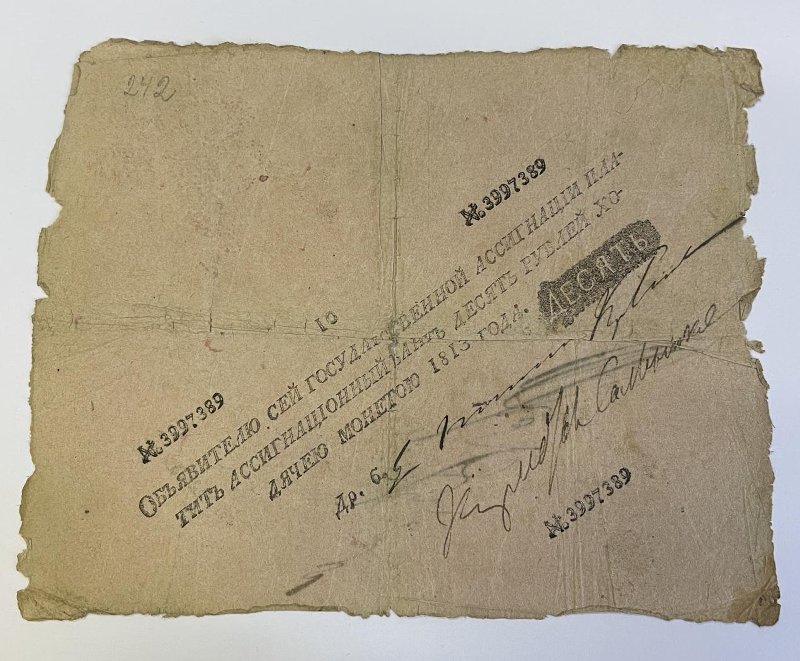 242
№3997389
10
№3997389
Объявителю сей государственной ассигнаціи пла-
тить ассигнаціонный банкъ десять рублей хо-
дячею монетою 1813 года.
ДЕСЯТЬ
№3997389